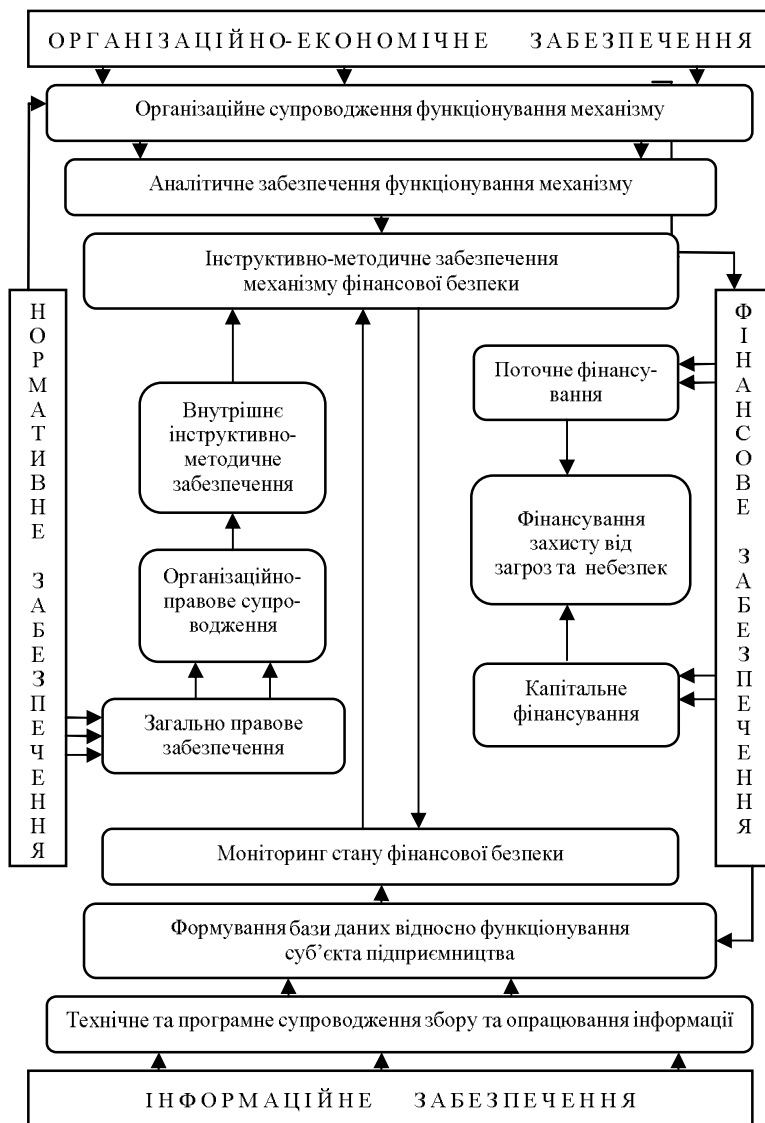 ОРГАНІЗАЦІЙНО-ЕКОНОМІЧНЕ ЗАБЕЗПЕЧЕННЯ
Організаційне супроводження функціонування механізму
Аналітичне забезпечення функціонування механізму
Інструктивно-методичне забезпечення
механізму фінансової безпеки
НОРМАТИВНЕ ЗАБЕЗПЕЧЕННЯ
Внутрішнє
інструктивно-
методичне
забезпечення
Організаційно-
правове супро-
водження
Загально правове
забезпечення
Поточне фінансу-
вання
Фінансування
захисту від
загроз та небезпек
Капітальне
фінансування
ФІНАНСОВЕ ЗАБЕЗПЕЧЕННЯ
Моніторинг стану фінансової безпеки
Формування бази даних відносно функціонування
суб’єкта підприємництва
Технічне та програмне супроводження збору та опрацювання інформації
ІНФОРМАЦІЙНЕ ЗАБЕЗПЕЧЕННЯ